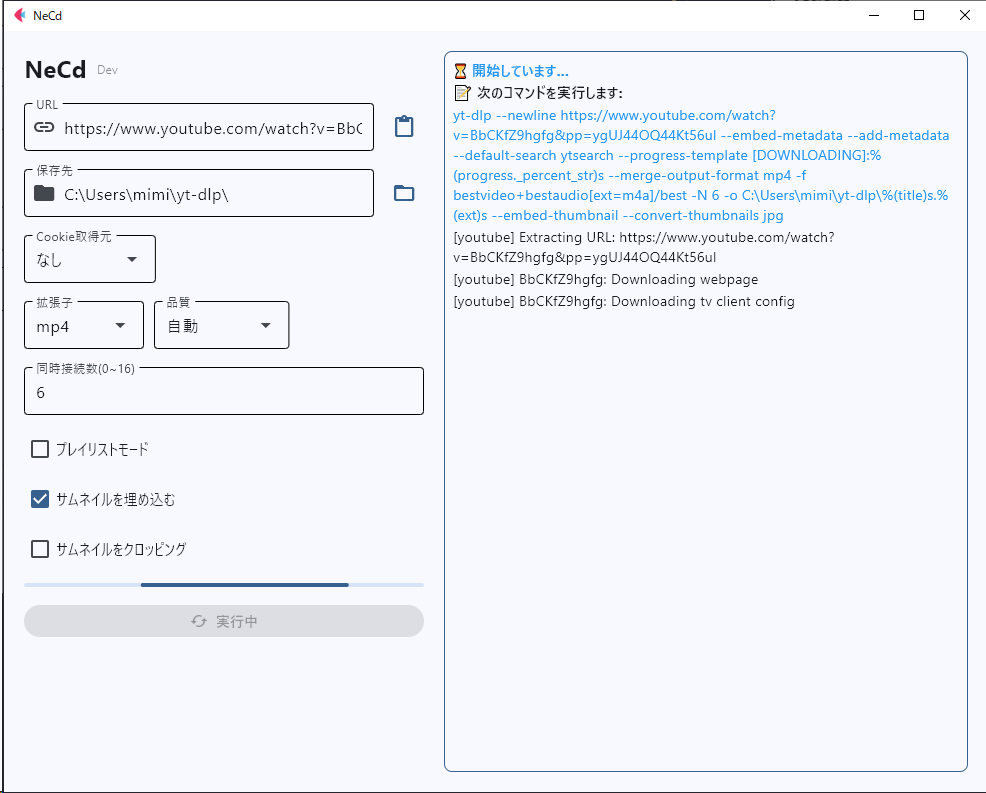 NeCd
NeCd Dev
URL
https://www.youtube.com/watch?v=BbC
保存先
C:\Users\mimi\yt-dlp\
Cookie取得元
なし
拡張子
mp4
品質
自動
同時接続数(0~16)
6
プレイリストモード
サムネイルを埋め込む
サムネイルをクロッピング
実行中
開始しています...
次のコマンドを実行します:
yt-dlp --newline https://www.youtube.com/watch?
v=BbCKfZ9hgfg&pp=ygUJ44OQ44Kt56ul --embed-metadata --add-metadata
--default-search ytsearch --progress-template [DOWNLOADING]:%
(progress._percent_str)s --merge-output-format mp4 -f
bestvideo+bestaudio[ext=m4a]/best -N 6 -o C:\Users\mimi\yt-dlp\%(title)s.%
(ext)s --embed-thumbnail --convert-thumbnails jpg
[youtube] Extracting URL: https://www.youtube.com/watch?
v=BbCKfZ9hgfg&pp=ygUJ44OQ44Kt56ul
[youtube] BbCKfZ9hgfg: Downloading webpage
[youtube] BbCKfZ9hgfg: Downloading tv client config